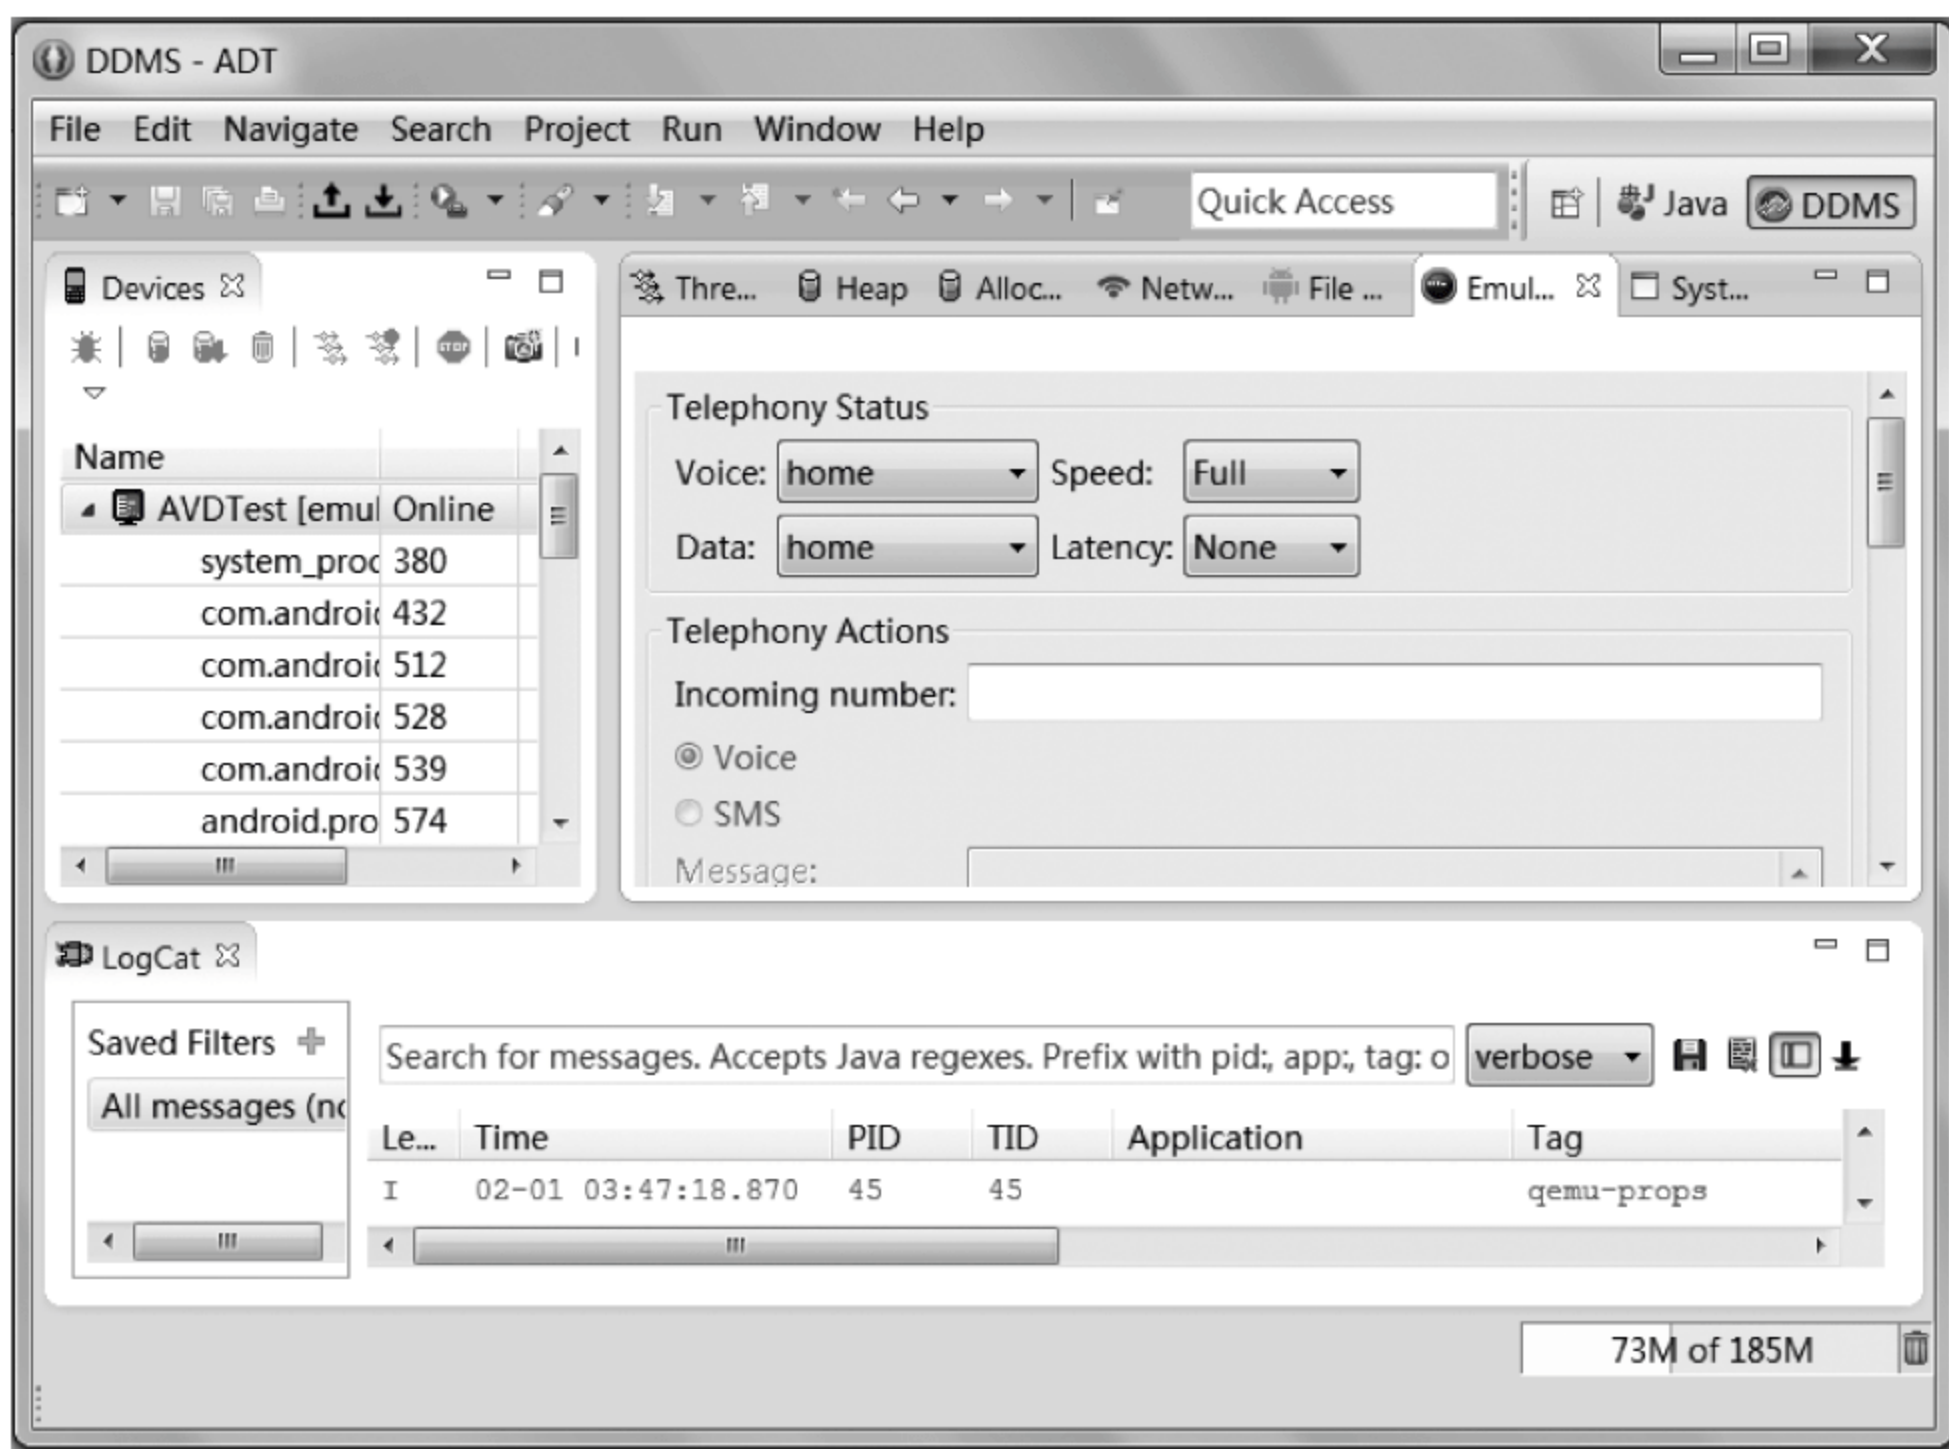 DDMS - ADT
File Edit Navigate Search Project Run Window Help
Quick Access
Java
DDMS
Devices
Thre...
Heap
Alloc...
Netw...
File ...
Emul...
Syst...
Name
AVDTest [emul Online
system_proc 380
com.androi 432
com.androi 512
com.androi 528
com.androi 539
android.pro 574
Telephony Status
Voice: home Speed: Full
Data: home Latency: None
Telephony Actions
Incoming number:
Voice
SMS
Message:
LogCat
Saved Filters
All messages (no
Search for messages. Accepts Java regexes. Prefix with pid:, app:, tag: o
verbose
Le... Time PID TID Application Tag
I 02-01 03:47:18.870 45 45 qemu-props
73M of 185M